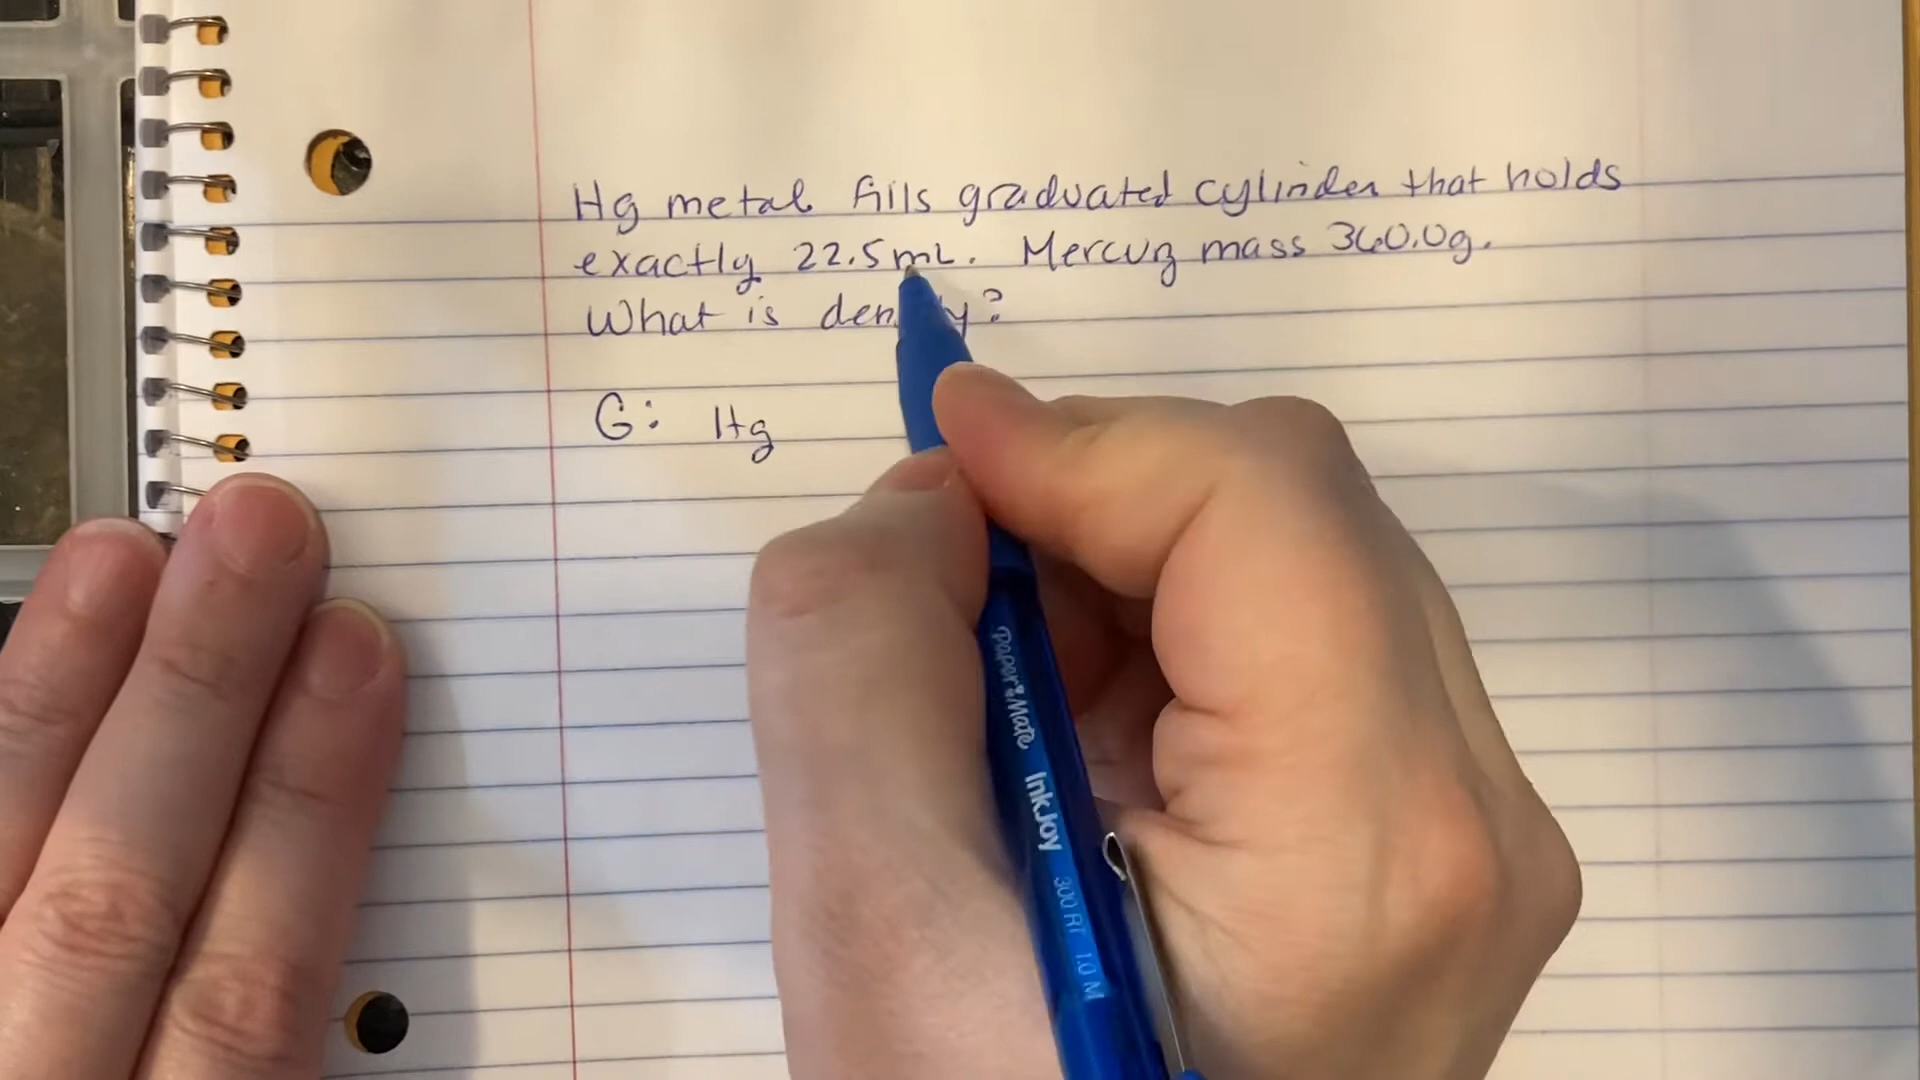 Hg metal fills graduated cylinder that holds
exactly 22.5mL. Mercury mass 360.0g.
What is density?
G: Hg
Paper Mate InkJoy 300 RT 1.0 M